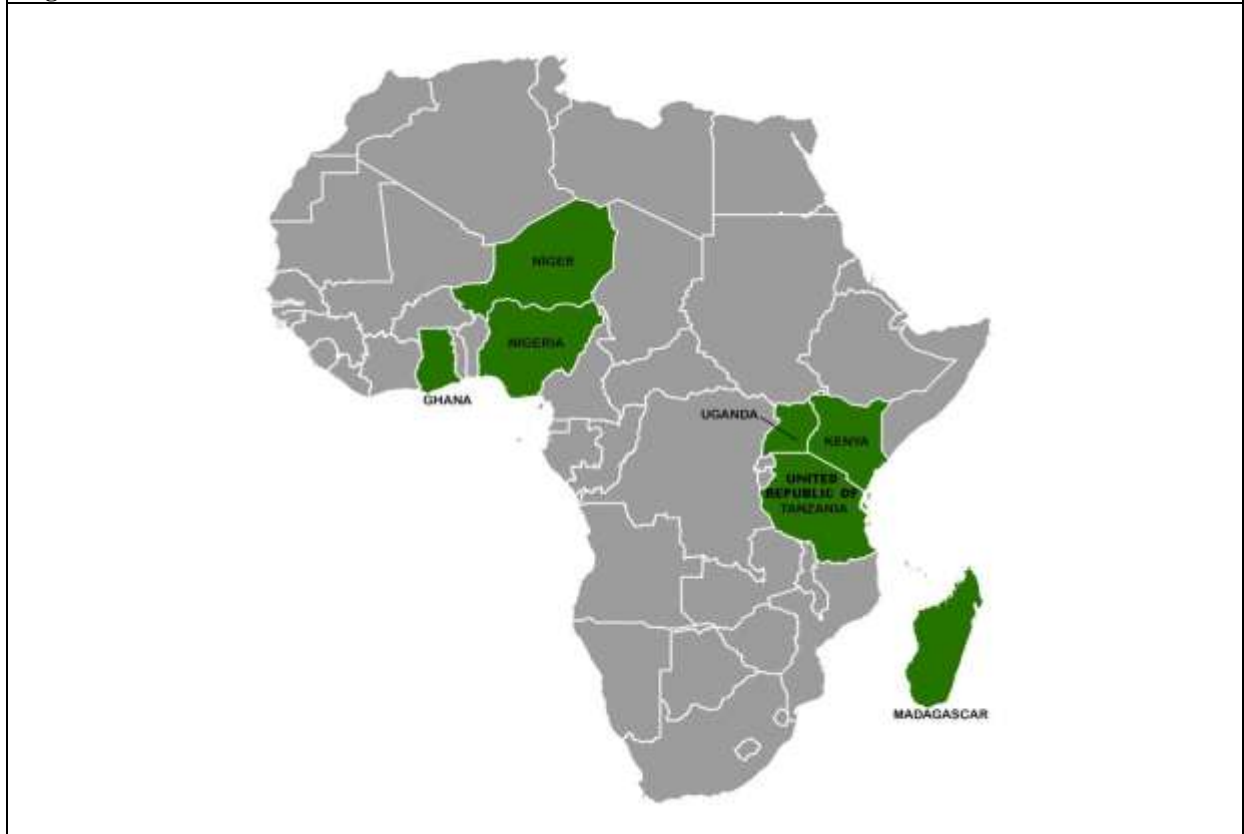 NIGER
NIGERIA
GHANA
UGANDA
KENYA
UNITED
REPUBLIC OF
TANZANIA
MADAGASCAR